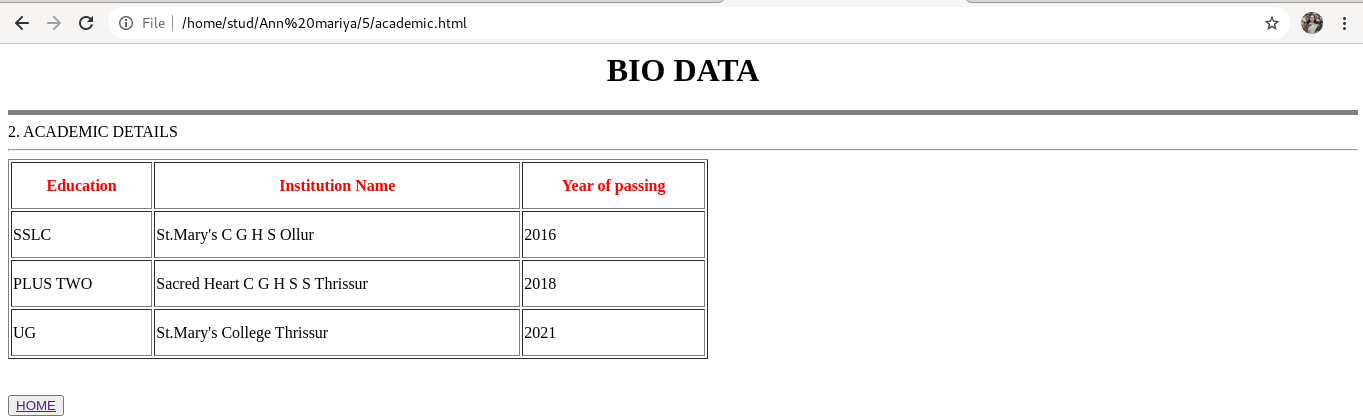 File /home/stud/Ann%20mariya/5/academic.html
BIO DATA
2. ACADEMIC DETAILS
Education Institution Name Year of passing
SSLC St.Mary's C G H S Ollur 2016
PLUS TWO Sacred Heart C G H S S Thrissur 2018
UG St.Mary's College Thrissur 2021
HOME